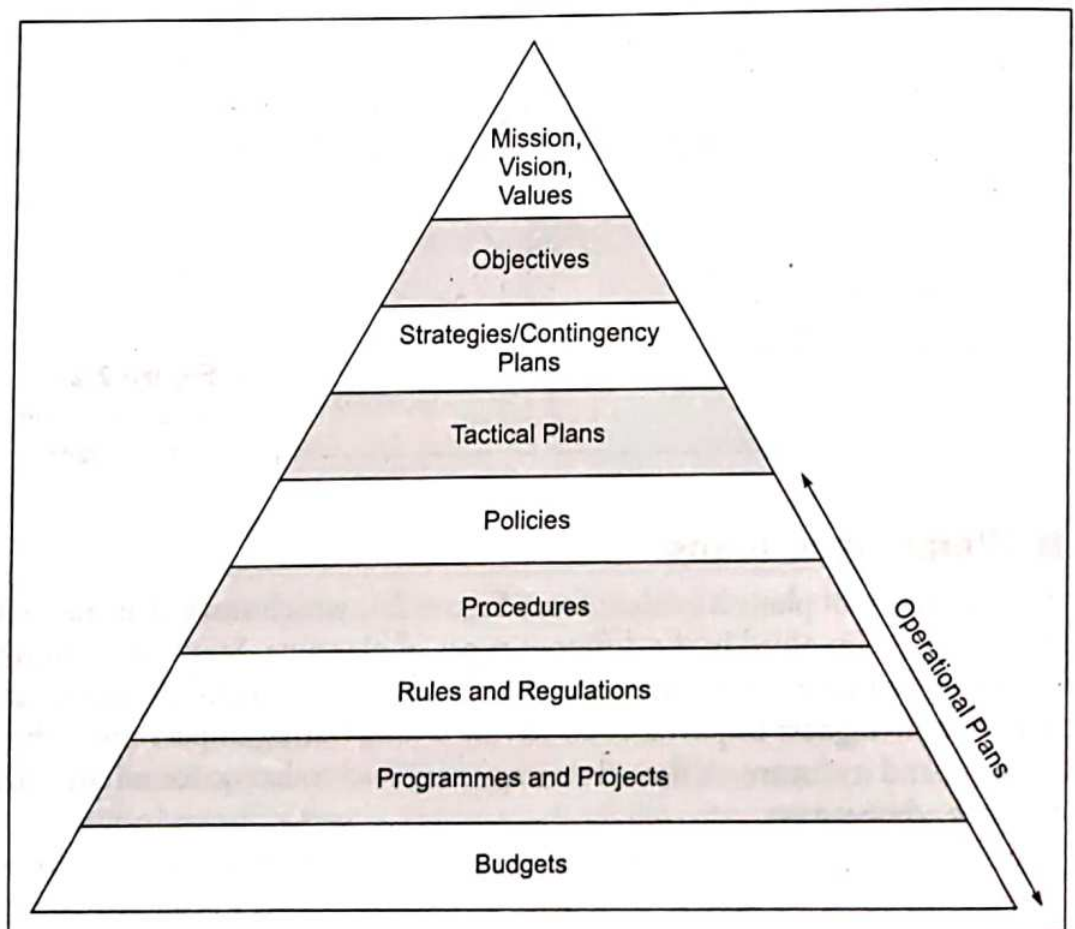 Mission,
Vision,
Values
Objectives
Strategies/Contingency
Plans
Tactical Plans
Policies
Procedures
Rules and Regulations
Programmes and Projects
Budgets
Operational Plans